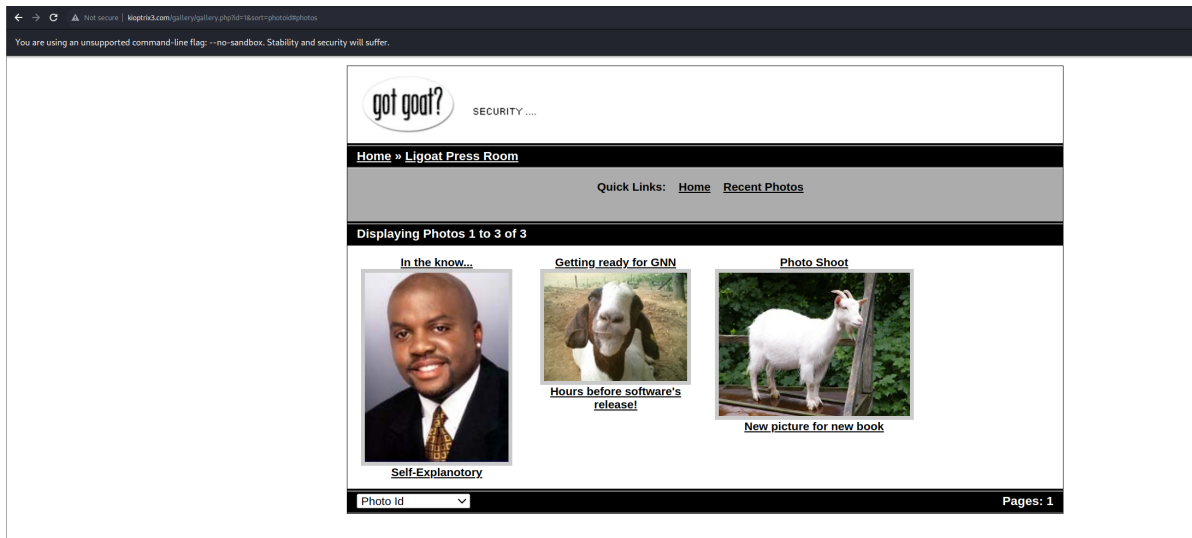 Not secure | kioptrix3.com/gallery/gallery.php?id=1&sort=photoid#photos
You are using an unsupported command-line flag: --no-sandbox. Stability and security will suffer.
got goat?
SECURITY ....
Home » Ligoat Press Room
Quick Links: Home Recent Photos
Displaying Photos 1 to 3 of 3
In the know... Getting ready for GNN Photo Shoot
Hours before software's
release!
New picture for new book
Self-Explanotory
Photo Id Pages: 1